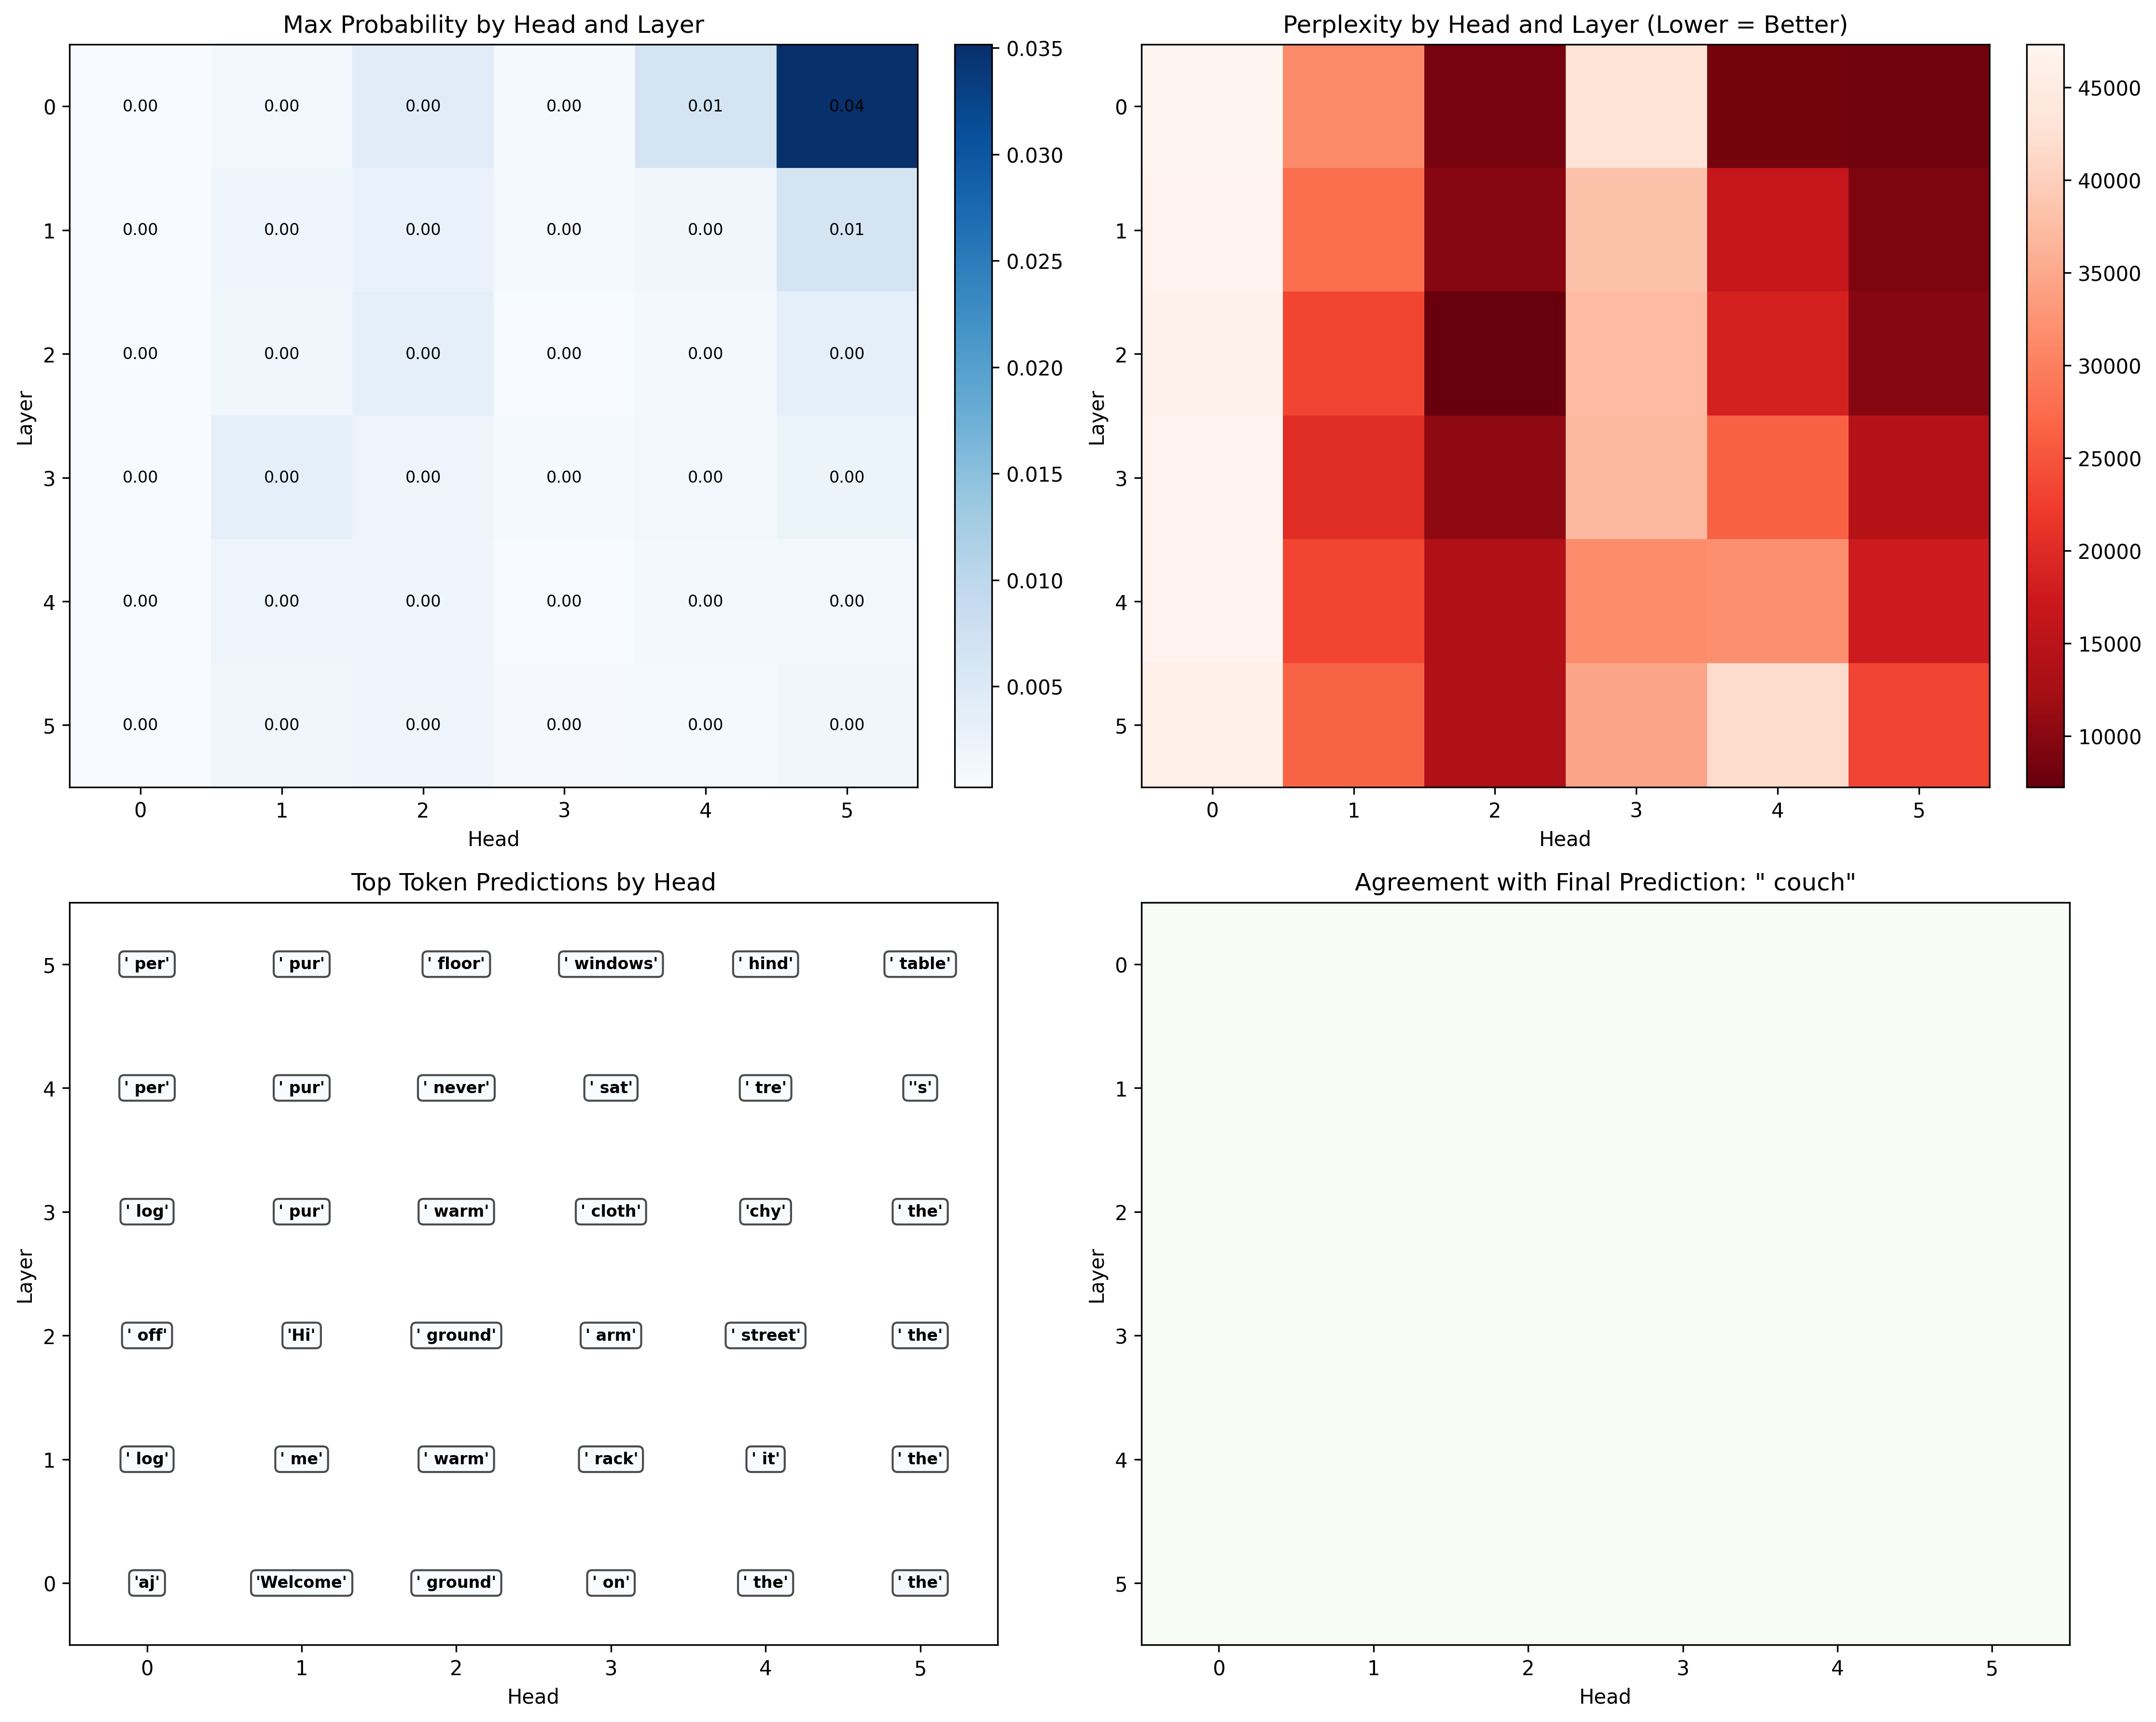 Max Probability by Head and Layer
0 0.00 0.00 0.00 0.00 0.01 0.04
1 0.00 0.00 0.00 0.00 0.00 0.01
2 0.00 0.00 0.00 0.00 0.00 0.00
3 0.00 0.00 0.00 0.00 0.00 0.00
4 0.00 0.00 0.00 0.00 0.00 0.00
5 0.00 0.00 0.00 0.00 0.00 0.00
0 1 2 3 4 5
Head
Layer
0.035
0.030
0.025
0.020
0.015
0.010
0.005
Perplexity by Head and Layer (Lower = Better)
0
1
2
3
4
5
0 1 2 3 4 5
Head
Layer
45000
40000
35000
30000
25000
20000
15000
10000
Top Token Predictions by Head
5 ' per' ' pur' ' floor' ' windows' ' hind' ' table'
4 ' per' ' pur' ' never' ' sat' ' tre' ''s'
3 ' log' ' pur' ' warm' ' cloth' 'chy' ' the'
2 ' off' 'Hi' ' ground' ' arm' ' street' ' the'
1 ' log' ' me' ' warm' ' rack' ' it' ' the'
0 'aj' 'Welcome' ' ground' ' on' ' the' ' the'
0 1 2 3 4 5
Head
Layer
Agreement with Final Prediction: " couch"
0
1
2
3
4
5
0 1 2 3 4 5
Head
Layer